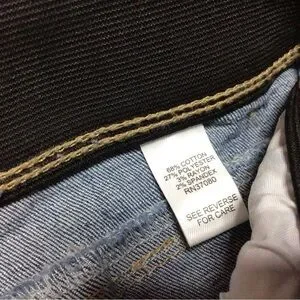 68% COTTON
27% POLYESTER
3% RAYON
2% SPANDEX
RN37080
SEE REVERSE
FOR CARE